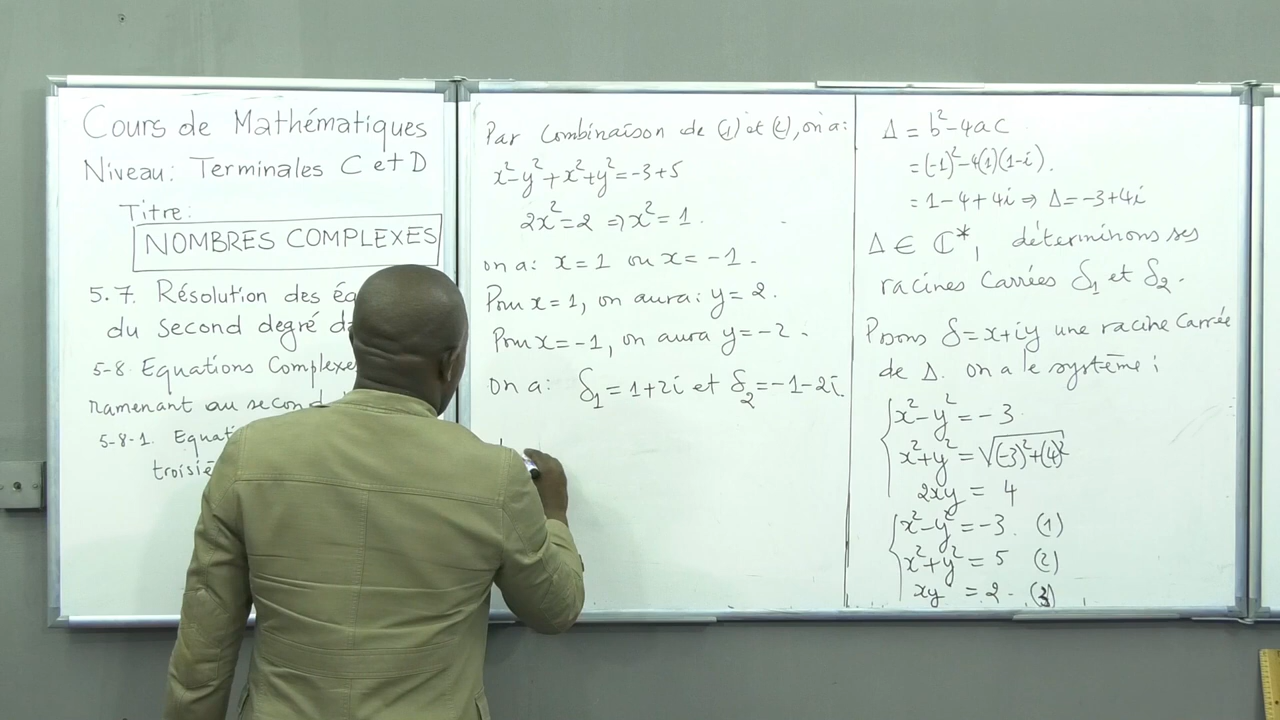 Cours de Mathématiques
Niveau: Terminales C et D
Titre:
NOMBRES COMPLEXES
5.7. Résolution des
du second degré
5-8 Equations
ramenant au second
5-8-1.
Par Combinaison de (1) et (2), on a:
x²-y²+x²+y²=-3+5
2x²=2 ⇒ x²=1.
on a: x=1 ou x=-1.
Pour x=1, on aura: y=2.
Pour x=-1, on aura y=-2.
on a: δ₁=1+2i et δ₂=-1-2i.
Δ = b²-4ac
=(-1)²-4(1)(1-i).
= 1-4+4i ⇒ Δ=-3+4i
Δ ∈ ℂ*, déterminons ses
racines Carrées δ₁ et δ₂.
Posons δ=x+iy une racine Carrée
de Δ. on a le système:
x²-y²=-3
x²+y²=√(-3)²+(4)²
2xy = 4
x²-y²=-3. (1)
x²+y²=5 (2)
xy =2. (3)